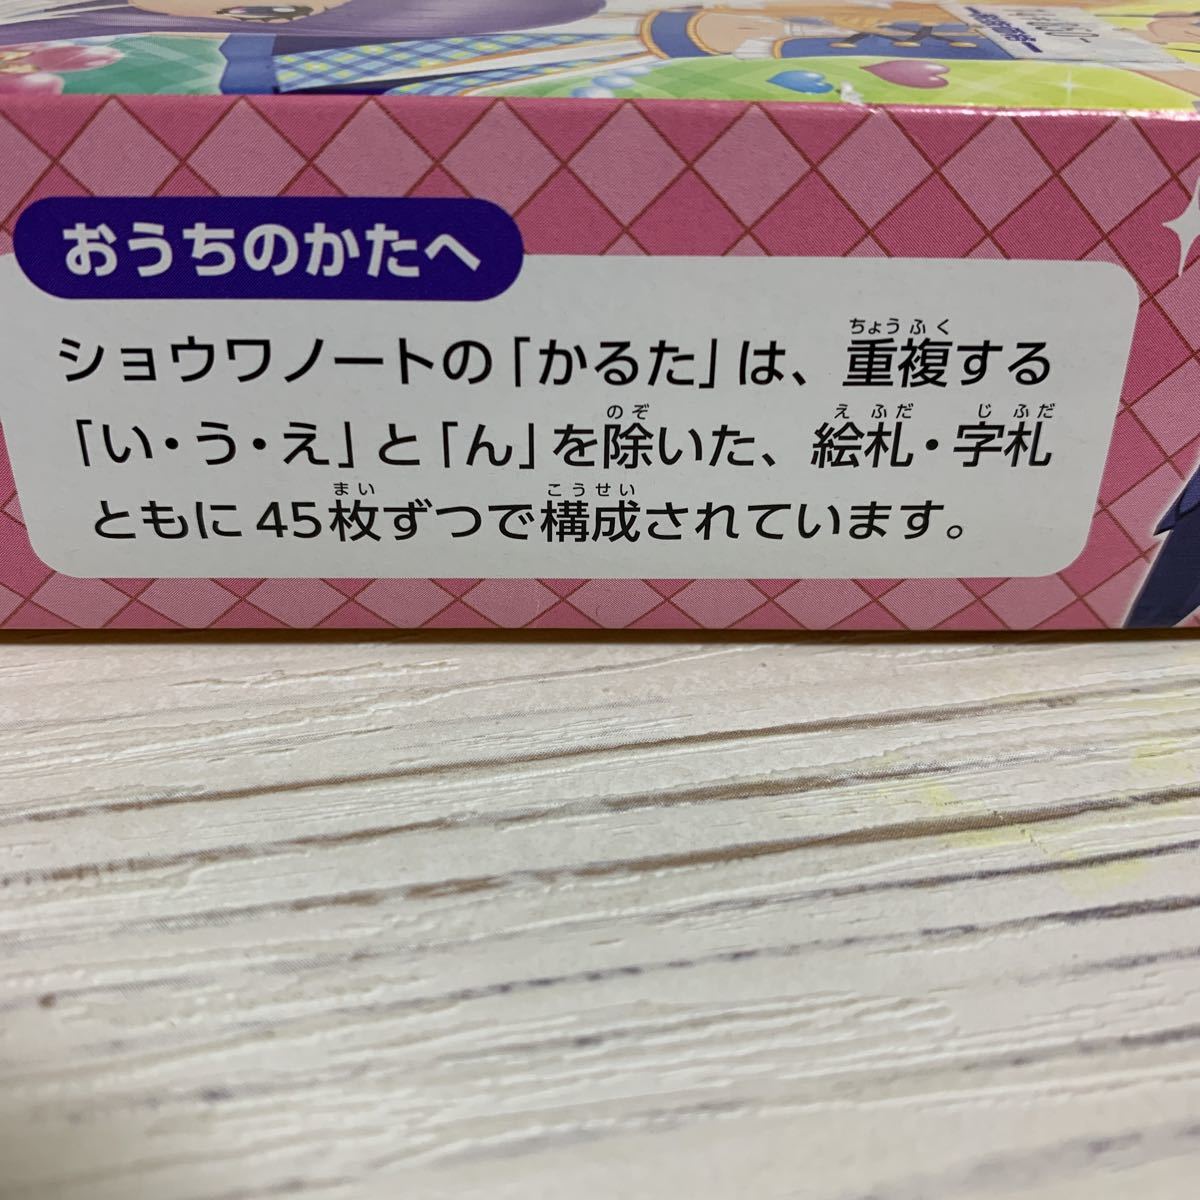 おうちのかたへ
ショウワノートの「かるた」は、重複する
「い・う・え」と「ん」を除いた、絵札・字札
ともに45枚ずつで構成されています。